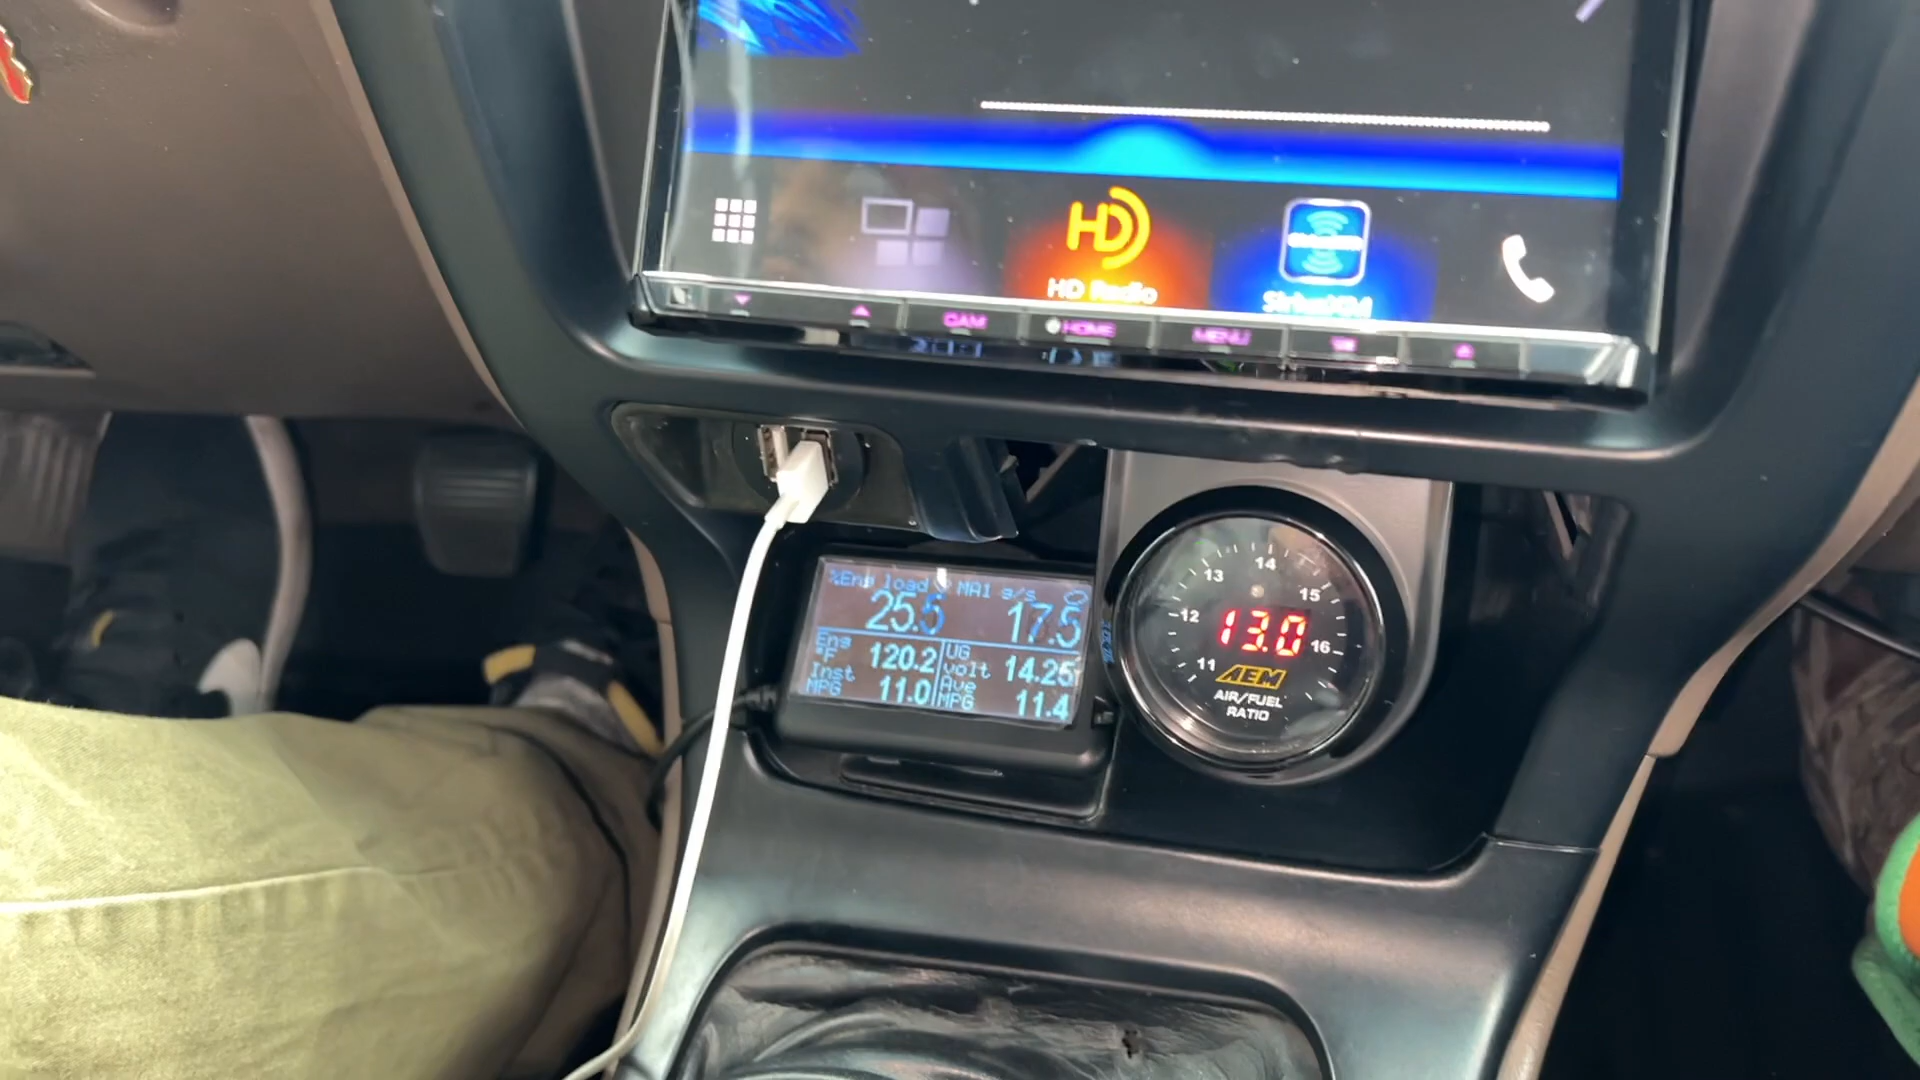 HD
HD Radio
SiriusXM
CAM
HOME
MENU
%Eng load
25.5
17.5
Eng
°F
120.2
volt
14.25
Inst
MPG
11.0
Ave
MPG
11.4
11
12
13
14
15
16
13.0
AEM
AIR/FUEL
RATIO